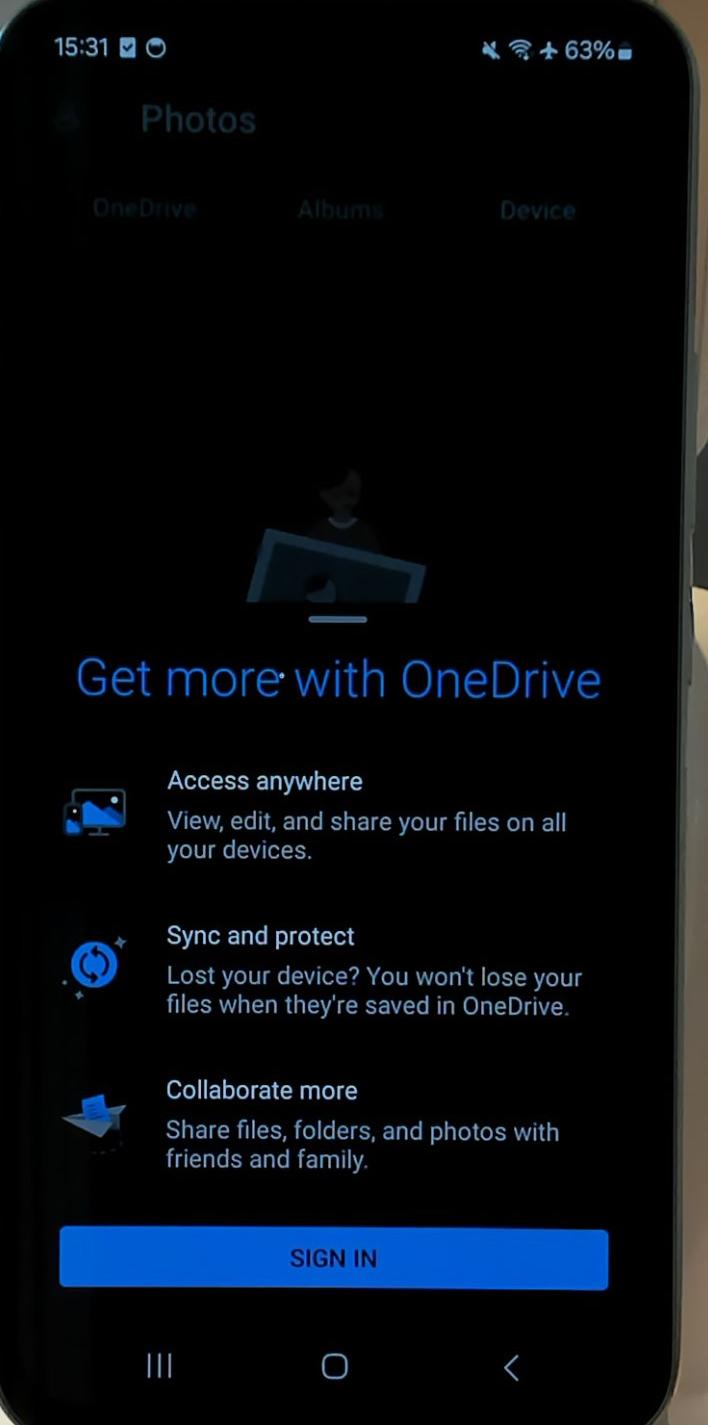 15:31 63%
Photos
OneDrive Albums Device
Get more with OneDrive
Access anywhere
View, edit, and share your files on all
your devices.
Sync and protect
Lost your device? You won't lose your
files when they're saved in OneDrive.
Collaborate more
Share files, folders, and photos with
friends and family.
SIGN IN